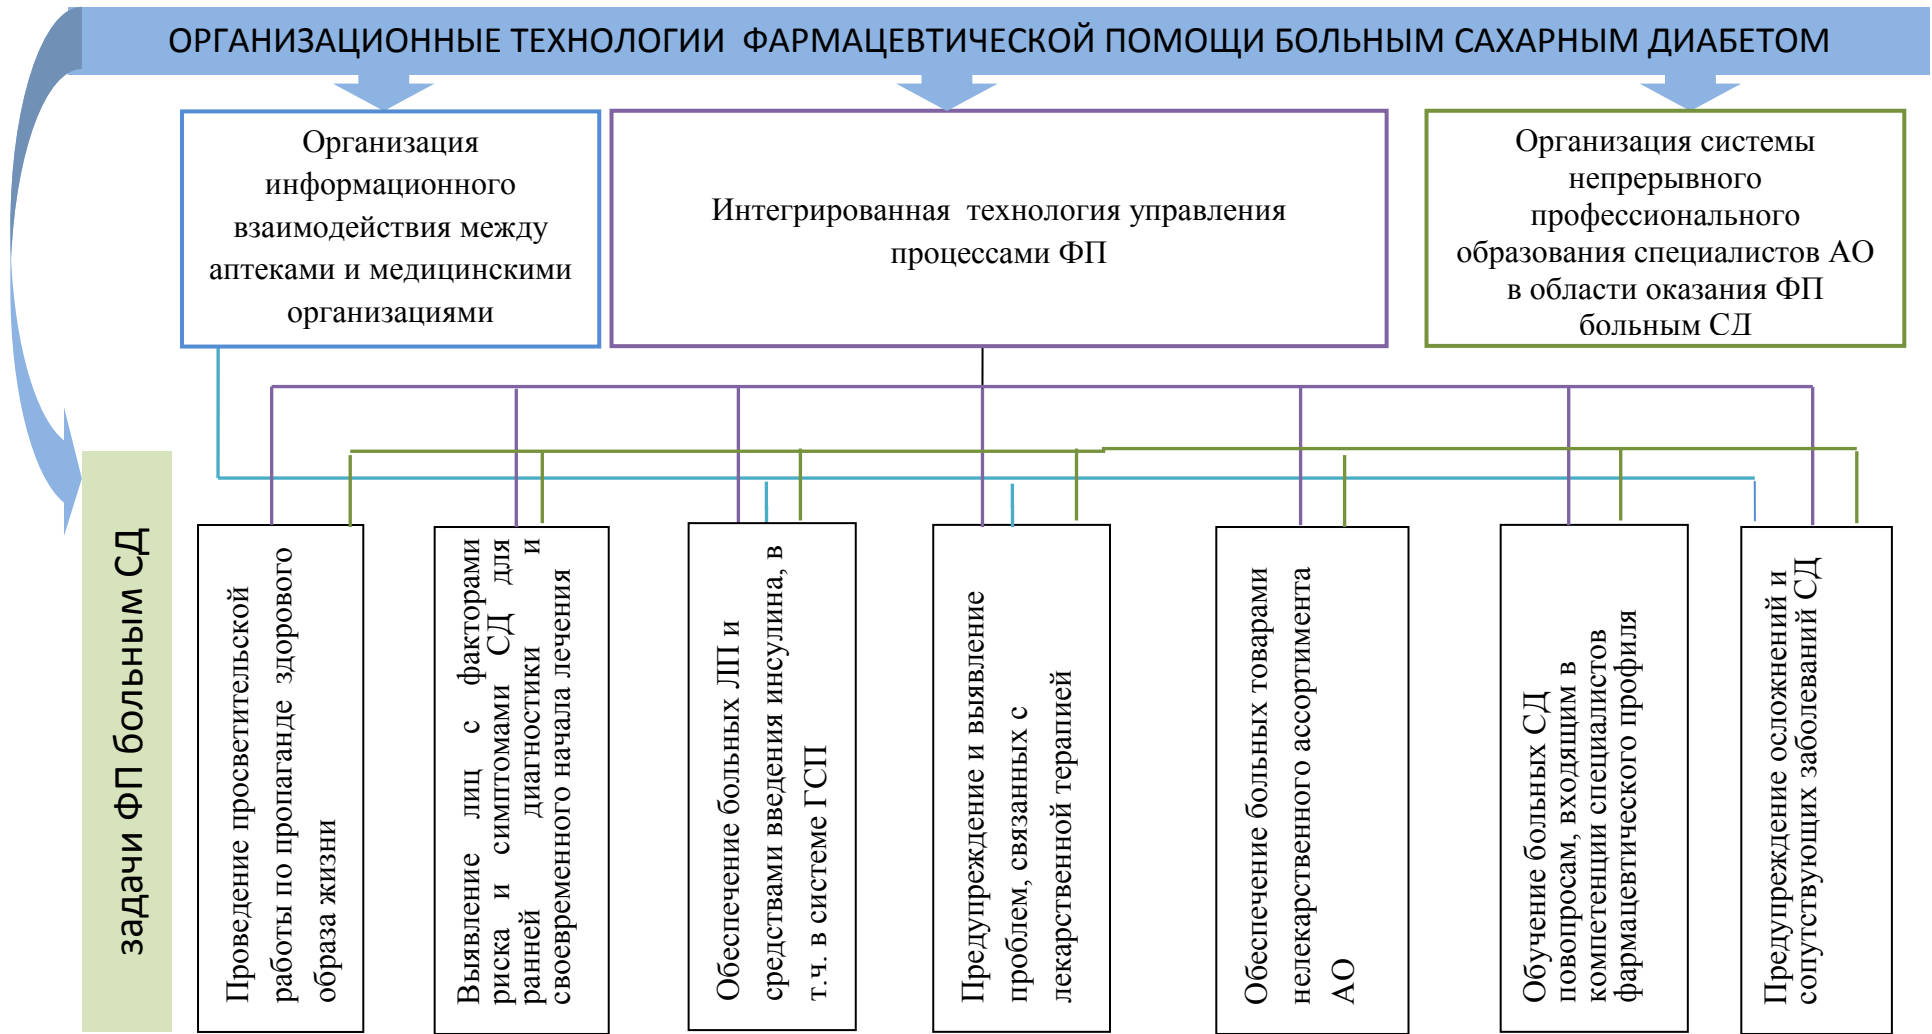 ОРГАНИЗАЦИОННЫЕ ТЕХНОЛОГИИ ФАРМАЦЕВТИЧЕСКОЙ ПОМОЩИ БОЛЬНЫМ САХАРНЫМ ДИАБЕТОМ
Организация
информационного
взаимодействия между
аптеками и медицинскими
организациями
Интегрированная технология управления
процессами ФП
Организация системы
непрерывного
профессионального
образования специалистов АО
в области оказания ФП
больным СД
задачи ФП больным СД
Проведение просветительской
работы по пропаганде здорового
образа жизни
Выявление лиц с факторами
риска и симптомами СД для
ранней диагностики и
своевременного начала лечения
Обеспечение больных ЛП и
средствами введения инсулина, в
т.ч. в системе ГСП
Предупреждение и выявление
проблем, связанных с
лекарственной терапией
Обеспечение больных товарами
нелекарственного ассортимента
АО
Обучение больных СД
повопросам, входящим в
компетенции специалистов
фармацевтического профиля
Предупреждение осложнений и
сопутствующих заболеваний СД